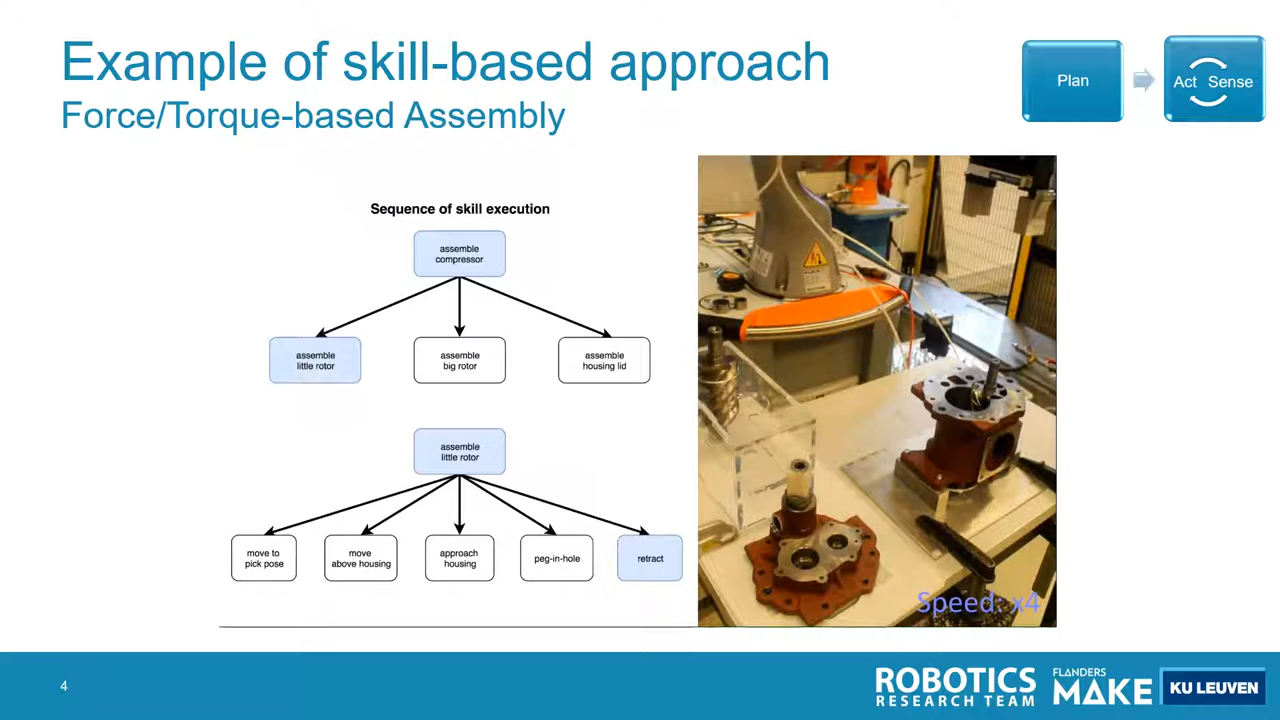 Example of skill-based approach
Force/Torque-based Assembly
Plan
Act Sense
Sequence of skill execution
assemble
compressor
assemble
little rotor
assemble
big rotor
assemble
housing lid
assemble
little rotor
move to
pick pose
move
above housing
approach
housing
peg-in-hole
retract
Speed: x4
4
ROBOTICS
RESEARCH TEAM
FLANDERS
MAKE
KU LEUVEN